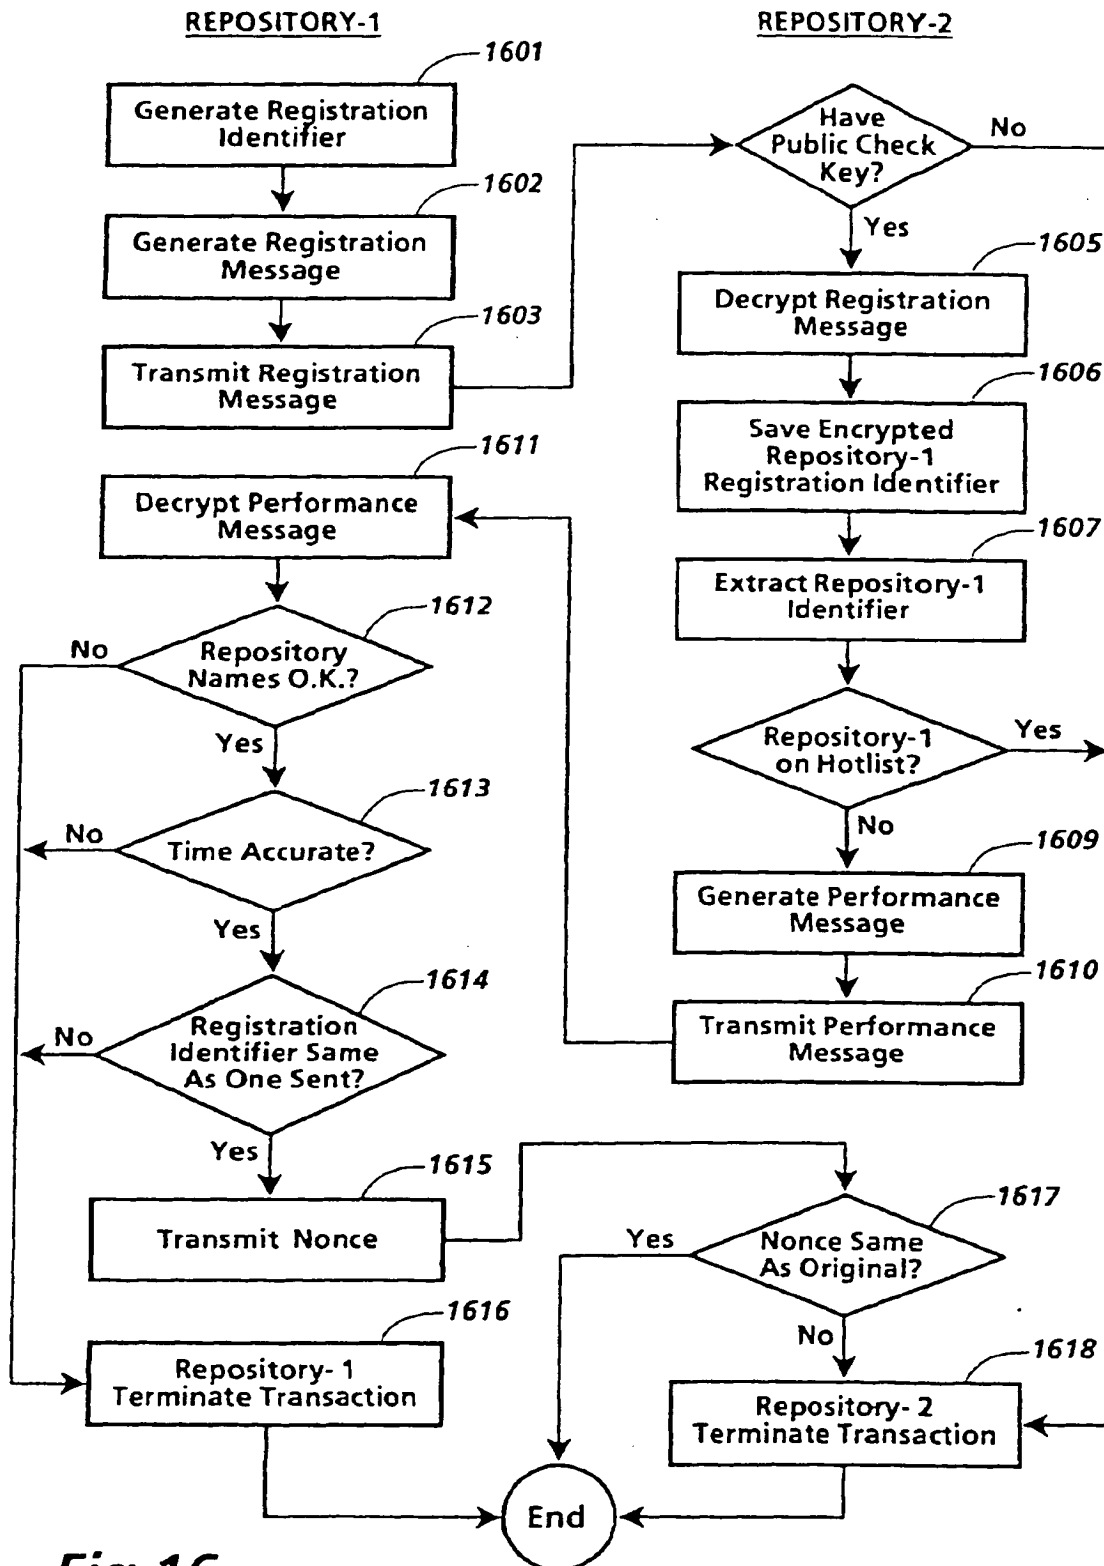 REPOSITORY-1
1601
Generate Registration
Identifier
1602
Generate Registration
Message
1603
Transmit Registration
Message
1611
Decrypt Performance
Message
1612
No
Repository
Names O.K.?
Yes
1613
No
Time Accurate?
Yes
1614
No
Registration
Identifier Same
As One Sent?
Yes
1615
Transmit Nonce
1616
Repository- 1
Terminate Transaction
REPOSITORY-2
Have
Public Check
Key?
No
Yes
1605
Decrypt Registration
Message
1606
Save Encrypted
Repository-1
Registration Identifier
1607
Extract Repository-1
Identifier
Repository-1
on Hotlist?
Yes
No
1609
Generate Performance
Message
1610
Transmit Performance
Message
1617
Yes
Nonce Same
As Original?
No
1618
Repository- 2
Terminate Transaction
End
Fig.16